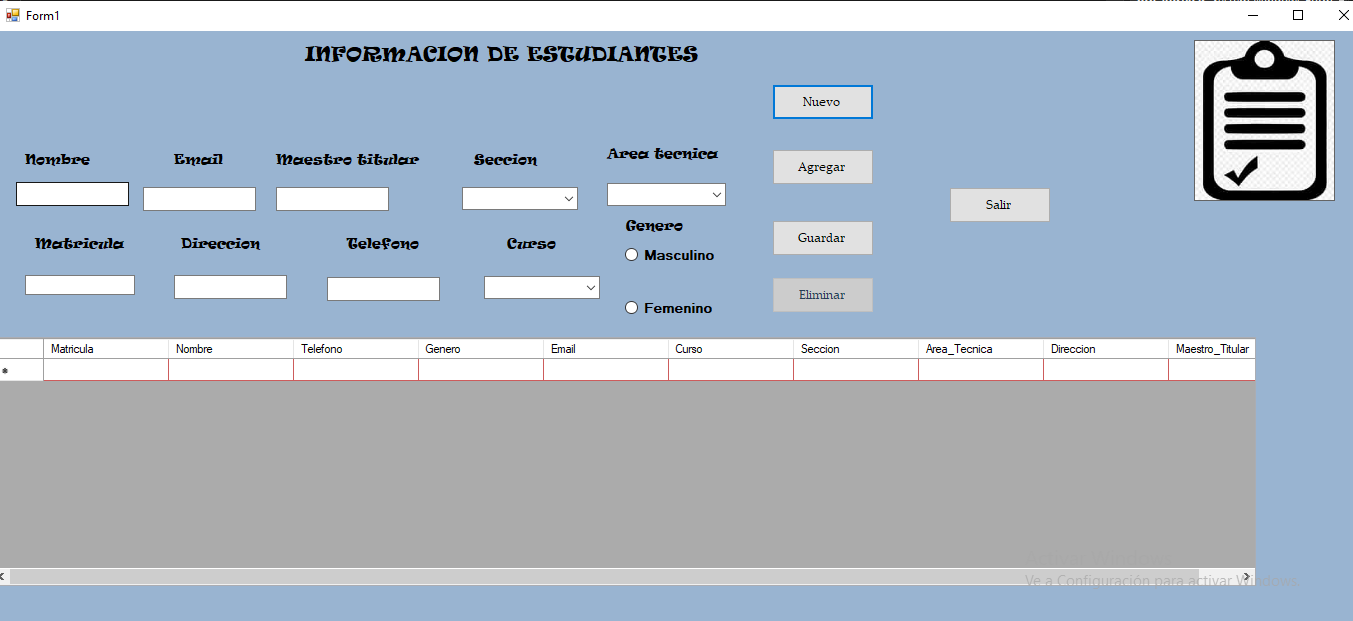 Form1
INFORMACION DE ESTUDIANTES
Nuevo
Nombre Email Maestro titular Seccion Area tecnica
Agregar
Salir
Genero
Matricula Direccion Telefono Curso
Guardar
Masculino
Eliminar
Femenino
Matricula Nombre Telefono Genero Email Curso Seccion Area_Tecnica Direccion Maestro_Titular
Ve a Configuración para activar Windows